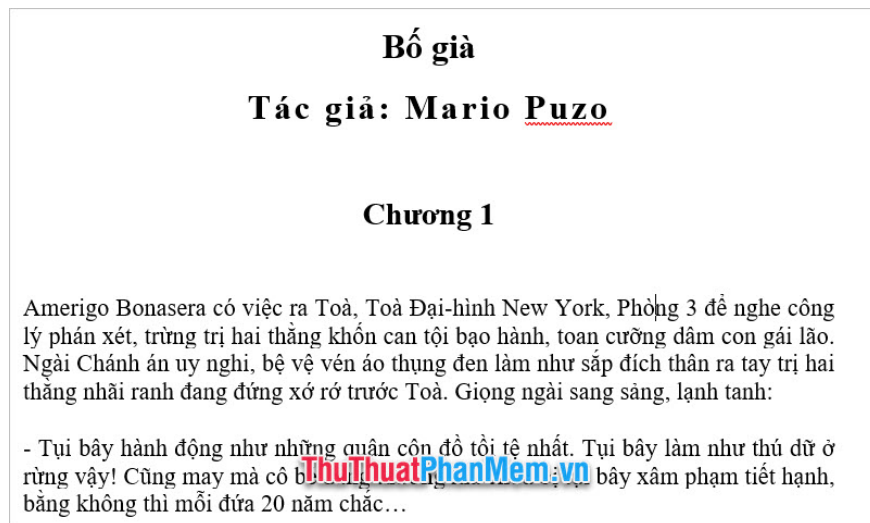 Bố già
Tác giả: Mario Puzo
Chương 1
Amerigo Bonasera có việc ra Toà, Toà Đại-hình New York, Phòng 3 để nghe công
lý phán xét, trừng trị hai thằng khốn can tội bạo hành, toan cưỡng dâm con gái lão.
Ngài Chánh án uy nghi, bệ vệ vén áo thụng đen làm như sắp đích thân ra tay trị hai
thằng nhãi ranh đang đứng xớ rớ trước Toà. Giọng ngài sang sảng, lạnh tanh:
- Tụi bây hành động như những quân côn đồ tồi tệ nhất. Tụi bây làm như thú dữ ở
rừng vậy! Cũng may mà cô bây xâm phạm tiết hạnh,
ThuThuatPhanMem.vn
bằng không thì mỗi đứa 20 năm chắc…